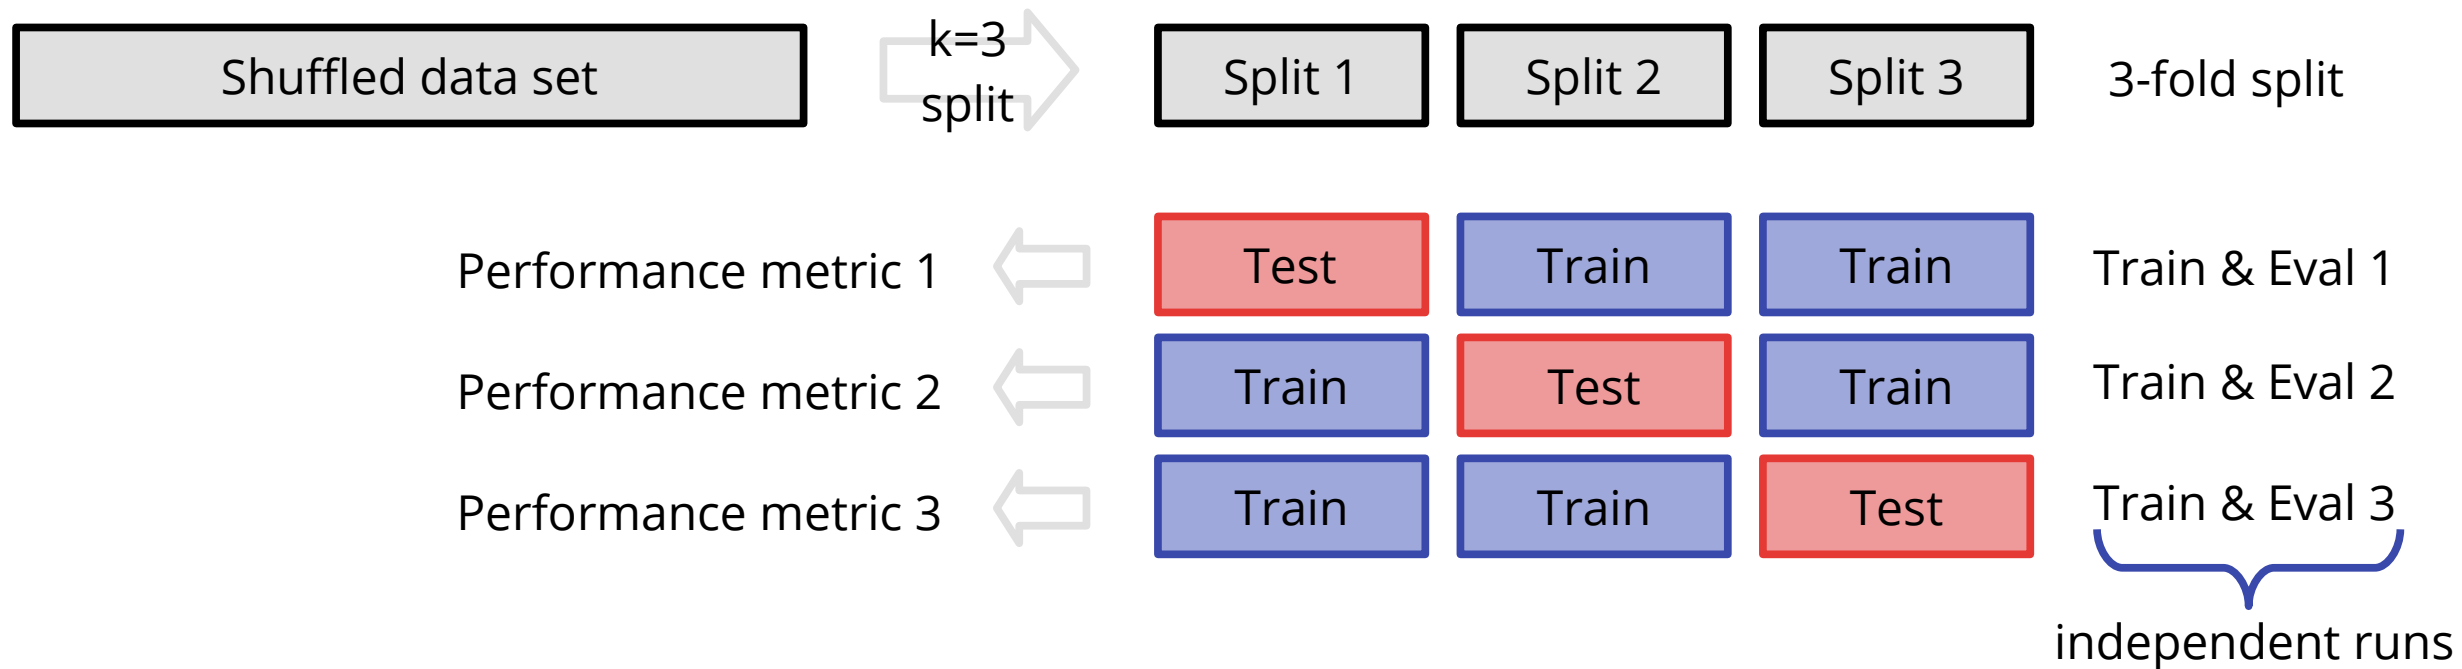 Shuffled data set
k=3
split
Split 1
Split 2
Split 3
3-fold split
Performance metric 1
Test
Train
Train
Train & Eval 1
Performance metric 2
Train
Test
Train
Train & Eval 2
Performance metric 3
Train
Train
Test
Train & Eval 3
independent runs